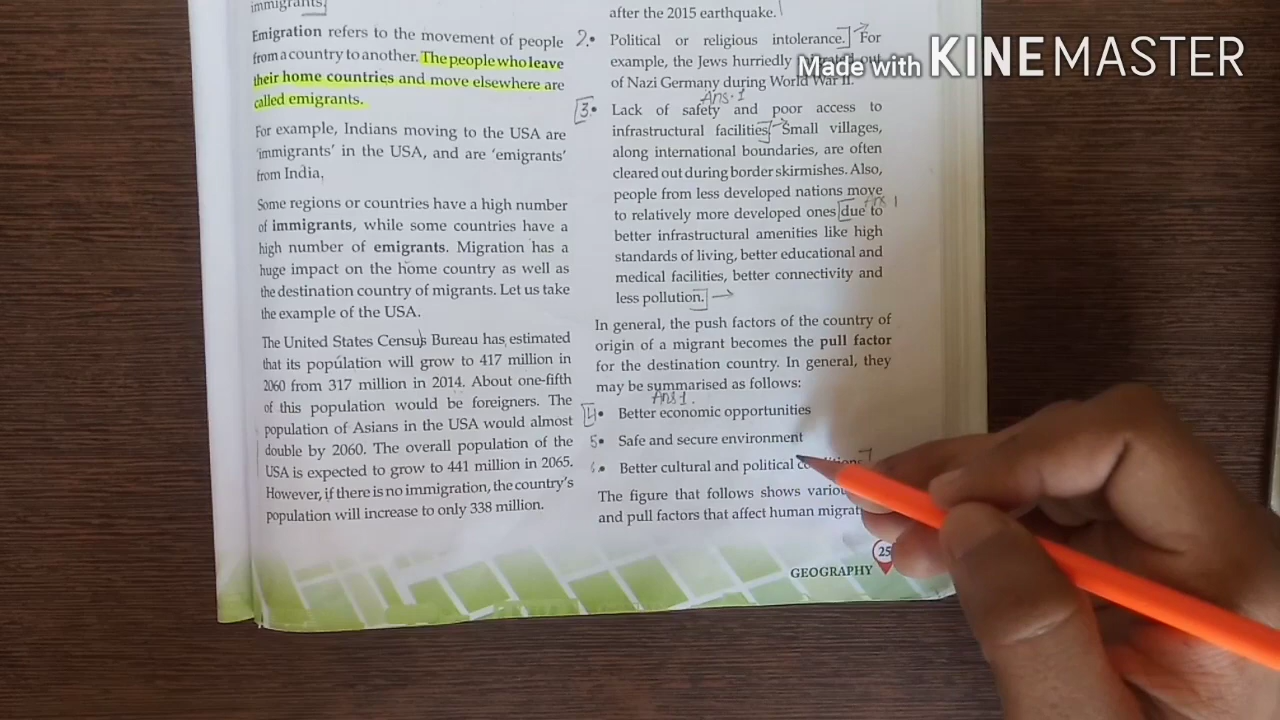 immigrants.
Emigration refers to the movement of people
from a country to another. The people who leave
their home countries and move elsewhere are
called emigrants.
For example, Indians moving to the USA are
'immigrants' in the USA, and are 'emigrants'
from India.
Some regions or countries have a high number
of immigrants, while some countries have a
high number of emigrants. Migration has a
huge impact on the home country as well as
the destination country of migrants. Let us take
the example of the USA.
The United States Census Bureau has estimated
that its population will grow to 417 million in
2060 from 317 million in 2014. About one-fifth
of this population would be foreigners. The
population of Asians in the USA would almost
double by 2060. The overall population of the
USA is expected to grow to 441 million in 2065.
However, if there is no immigration, the country's
population will increase to only 338 million.
after the 2015 earthquake.
2. • Political or religious intolerance. For
example, the Jews hurriedly
of Nazi Germany during World War II.
Ans. 1
3. • Lack of safety and poor access to
infrastructural facilities. Small villages,
along international boundaries, are often
cleared out during border skirmishes. Also,
people from less developed nations move
Ans 1
to relatively more developed ones due to
better infrastructural amenities like high
standards of living, better educational and
medical facilities, better connectivity and
less pollution.
In general, the push factors of the country of
origin of a migrant becomes the pull factor
for the destination country. In general, they
may be summarised as follows:
Ans 1.
4 • Better economic opportunities
5 • Safe and secure environment
6 • Better cultural and political
The figure that follows shows
and pull factors that affect human
GEOGRAPHY 25
Made with KINEMASTER